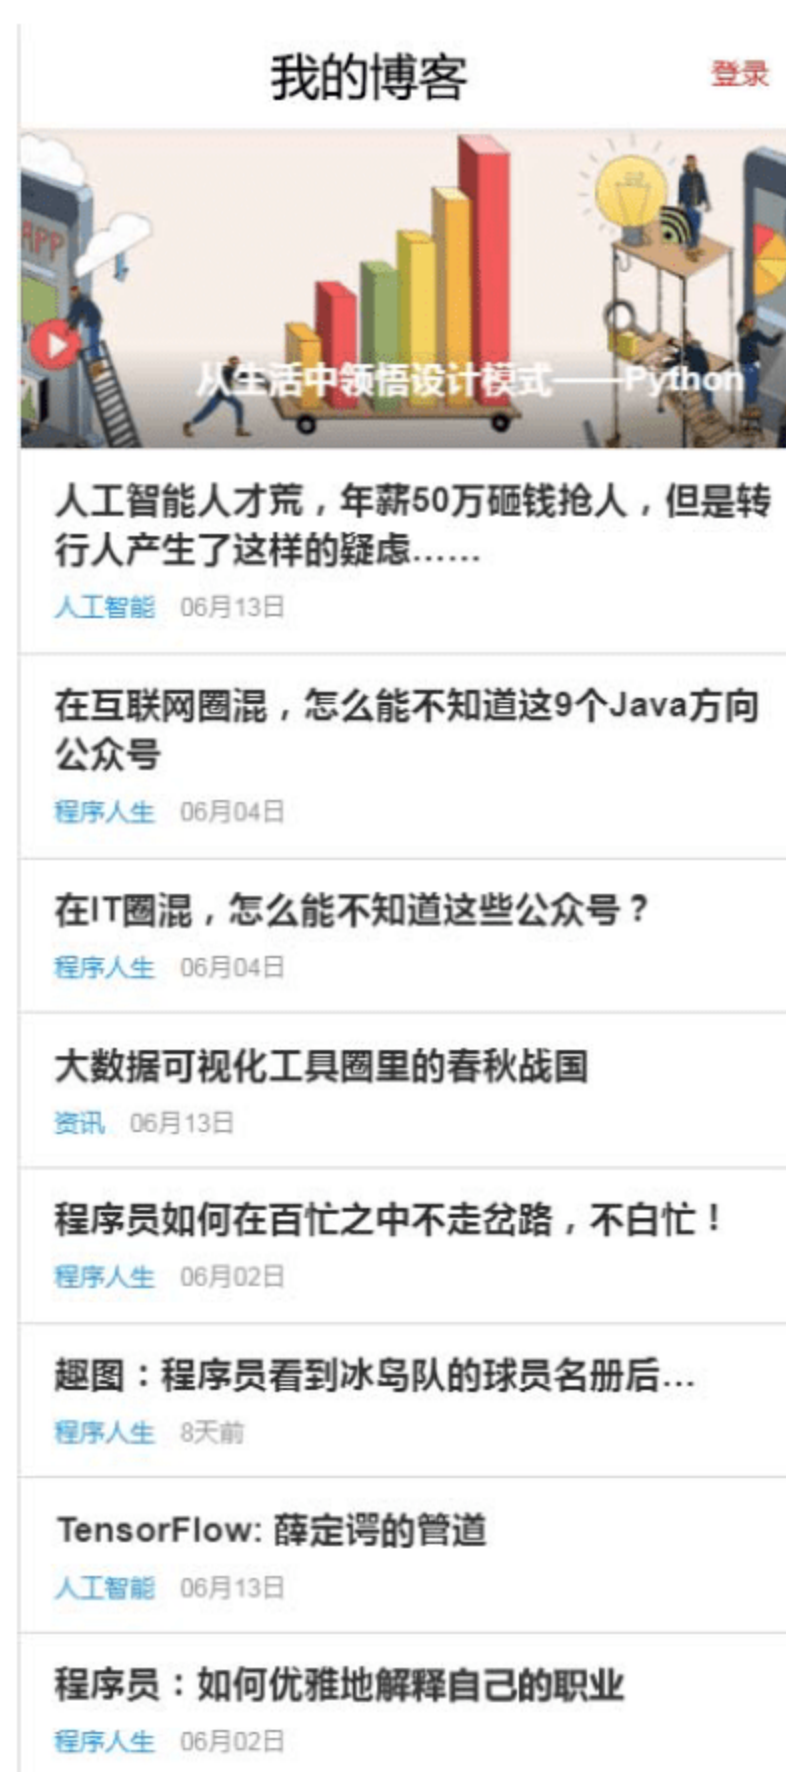 我的博客
登录
APP
从生活中领悟设计模式——Python
人工智能人才荒，年薪50万砸钱抢人，但是转
行人产生了这样的疑虑……
人工智能 06月13日
在互联网圈混，怎么能不知道这9个Java方向
公众号
程序人生 06月04日
在IT圈混，怎么能不知道这些公众号？
程序人生 06月04日
大数据可视化工具圈里的春秋战国
资讯 06月13日
程序员如何在百忙之中不走岔路，不白忙！
程序人生 06月02日
趣图：程序员看到冰岛队的球员名册后...
程序人生 8天前
TensorFlow: 薛定谔的管道
人工智能 06月13日
程序员：如何优雅地解释自己的职业
程序人生 06月02日